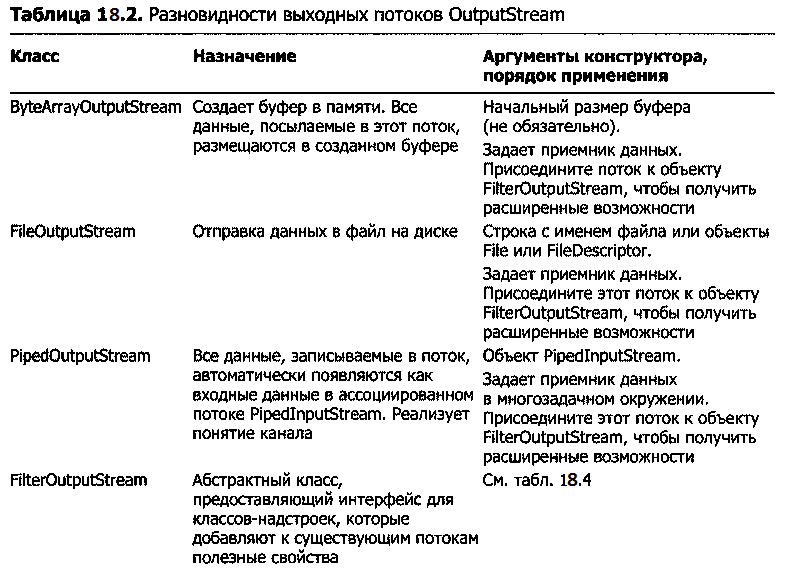 Таблица 18.2. Разновидности выходных потоков OutputStream
Класс
Назначение
Аргументы конструктора,
порядок применения
ByteArrayOutputStream
Создает буфер в памяти. Все
данные, посылаемые в этот поток,
размещаются в созданном буфере
Начальный размер буфера
(не обязательно).
Задает приемник данных.
Присоедините поток к объекту
FilterOutputStream, чтобы получить
расширенные возможности
FileOutputStream
Отправка данных в файл на диске
Строка с именем файла или объекты
File или FileDescriptor.
Задает приемник данных.
Присоедините этот поток к объекту
FilterOutputStream, чтобы получить
расширенные возможности
PipedOutputStream
Все данные, записываемые в поток,
автоматически появляются как
входные данные в ассоциированном
потоке PipedInputStream. Реализует
понятие канала
Объект PipedInputStream.
Задает приемник данных
в многозадачном окружении.
Присоедините этот поток к объекту
FilterOutputStream, чтобы получить
расширенные возможности
FilterOutputStream
Абстрактный класс,
предоставляющий интерфейс для
классов-надстроек, которые
добавляют к существующим потокам
полезные свойства
См. табл. 18.4